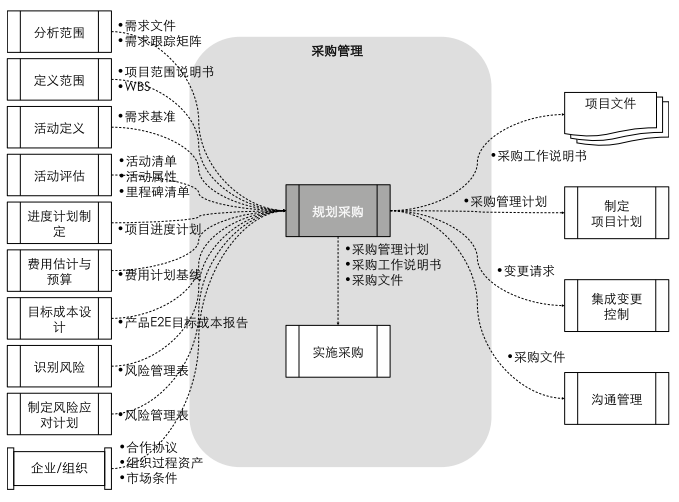 采购管理
分析范围
•需求文件
•需求跟踪矩阵
定义范围
•项目范围说明书
•WBS
活动定义
•需求基准
活动评估
•活动清单
•活动属性
•里程碑清单
进度计划制
定
•项目进度计划
费用估计与
预算
•费用计划基线
目标成本设
计
•产品E2E目标成本报告
识别风险
•风险管理表
制定风险应
对计划
•风险管理表
企业/组织
•合作协议
•组织过程资产
•市场条件
规划采购
•采购管理计划
•采购工作说明书
•采购文件
实施采购
项目文件
•采购工作说明书
•采购管理计划
制定
项目计划
•变更请求
集成变更
控制
•采购文件
沟通管理